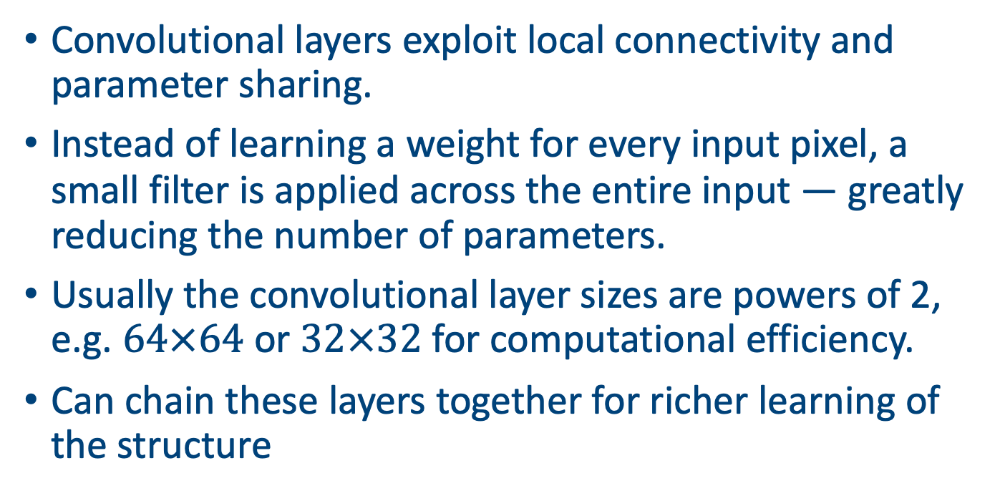 • Convolutional layers exploit local connectivity and
parameter sharing.
• Instead of learning a weight for every input pixel, a
small filter is applied across the entire input — greatly
reducing the number of parameters.
• Usually the convolutional layer sizes are powers of 2,
e.g. 64×64 or 32×32 for computational efficiency.
• Can chain these layers together for richer learning of
the structure